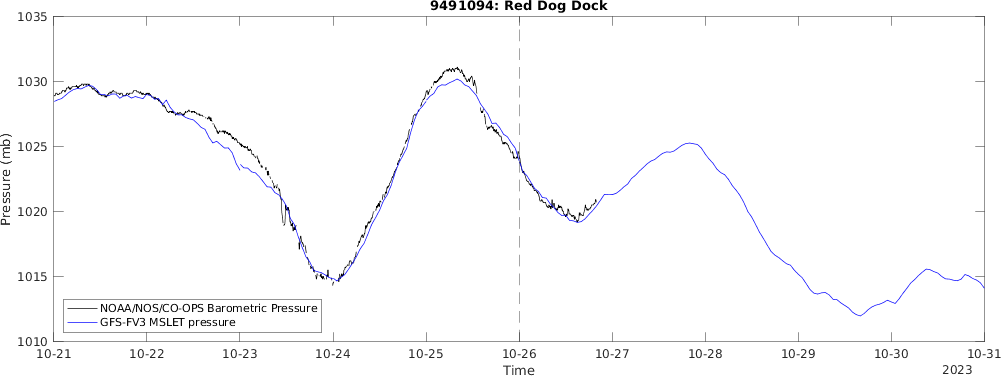 9491094: Red Dog Dock
Pressure (mb)
1035
1030
1025
1020
1015
1010
NOAA/NOS/CO-OPS Barometric Pressure
GFS-FV3 MSLET pressure
10-21 10-22 10-23 10-24 10-25 10-26 10-27 10-28 10-29 10-30 10-31
Time
2023